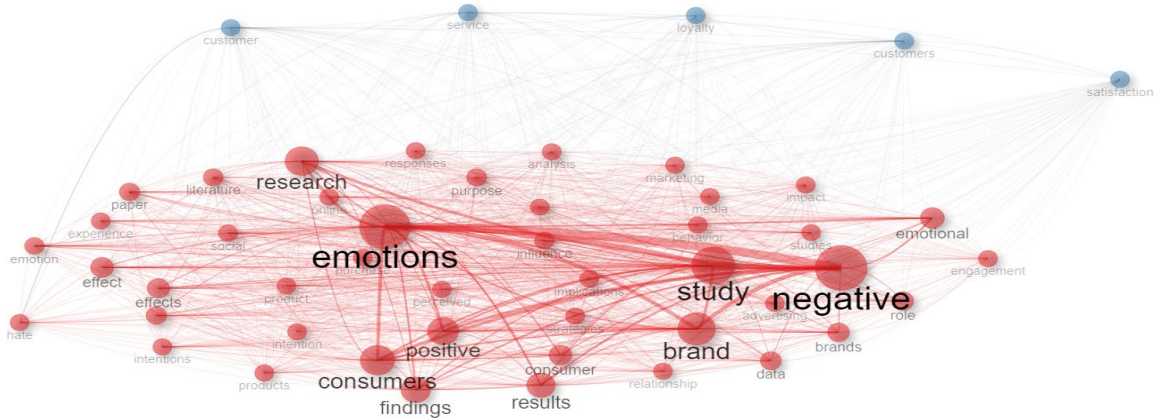 service
loyalty
customer
customers
satisfaction
responses
analysis
research
marketing
literature
purpose
impact
paper
online
media
experience
social
behavior
studies
emotional
emotion
emotions
influence
purchase
engagement
effect
study
negative
effects
product
perceived
implications
role
advertising
hate
strategies
intention
positive
brand
brands
intentions
consumer
data
products
consumers
relationship
findings
results